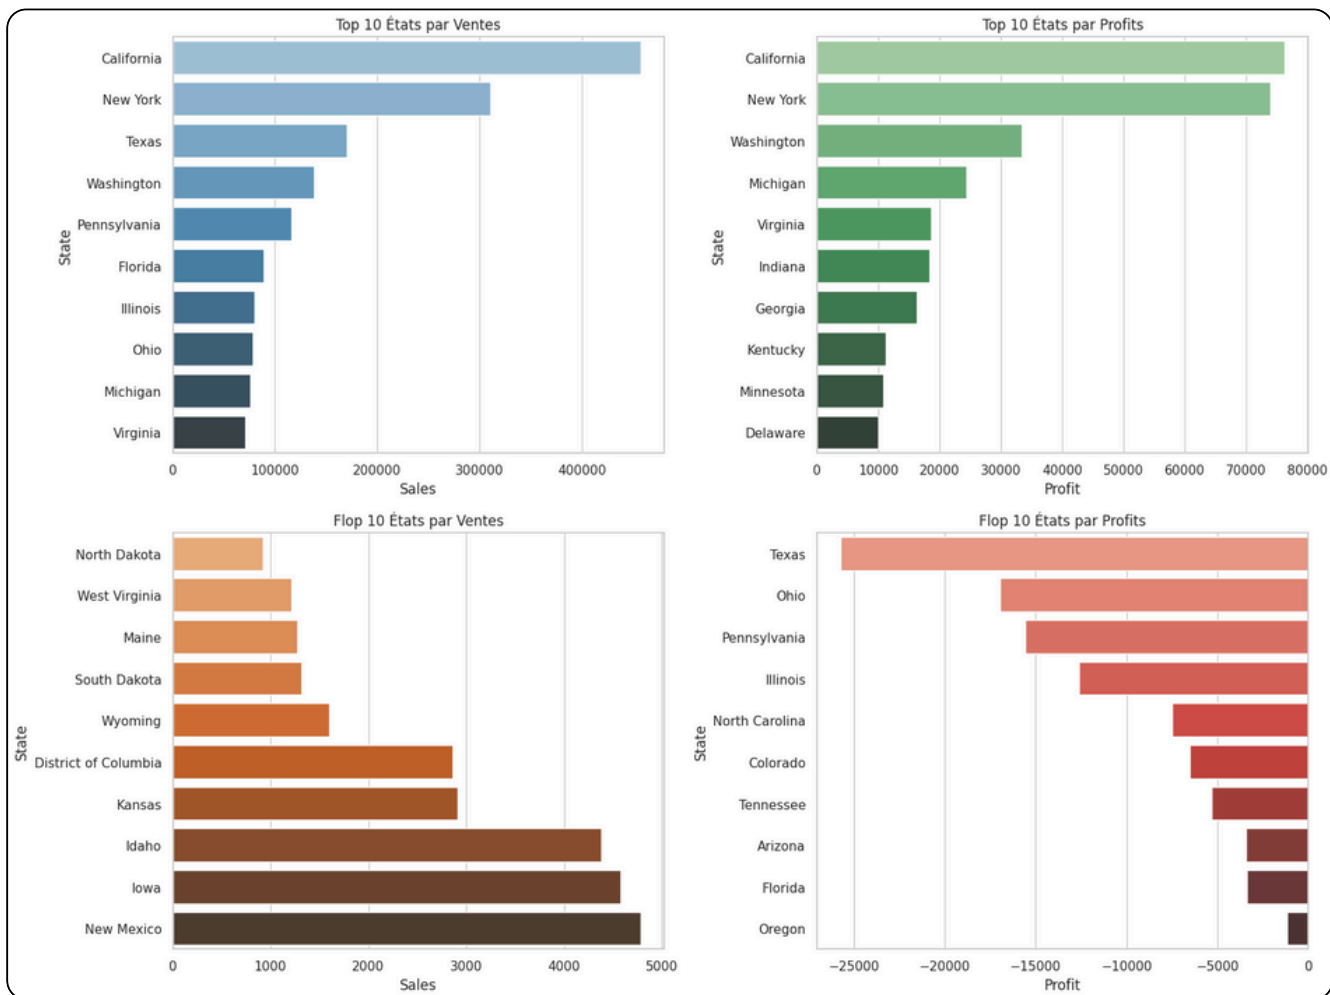 Top 10 États par Ventes
California
New York
Texas
Washington
Pennsylvania
Florida
Illinois
Ohio
Michigan
Virginia
State
0 100000 200000 300000 400000
Sales
Top 10 États par Profits
California
New York
Washington
Michigan
Virginia
Indiana
Georgia
Kentucky
Minnesota
Delaware
State
0 10000 20000 30000 40000 50000 60000 70000 80000
Profit
Flop 10 États par Ventes
North Dakota
West Virginia
Maine
South Dakota
Wyoming
District of Columbia
Kansas
Idaho
Iowa
New Mexico
State
0 1000 2000 3000 4000 5000
Sales
Flop 10 États par Profits
Texas
Ohio
Pennsylvania
Illinois
North Carolina
Colorado
Tennessee
Arizona
Florida
Oregon
State
−25000 −20000 −15000 −10000 −5000 0
Profit